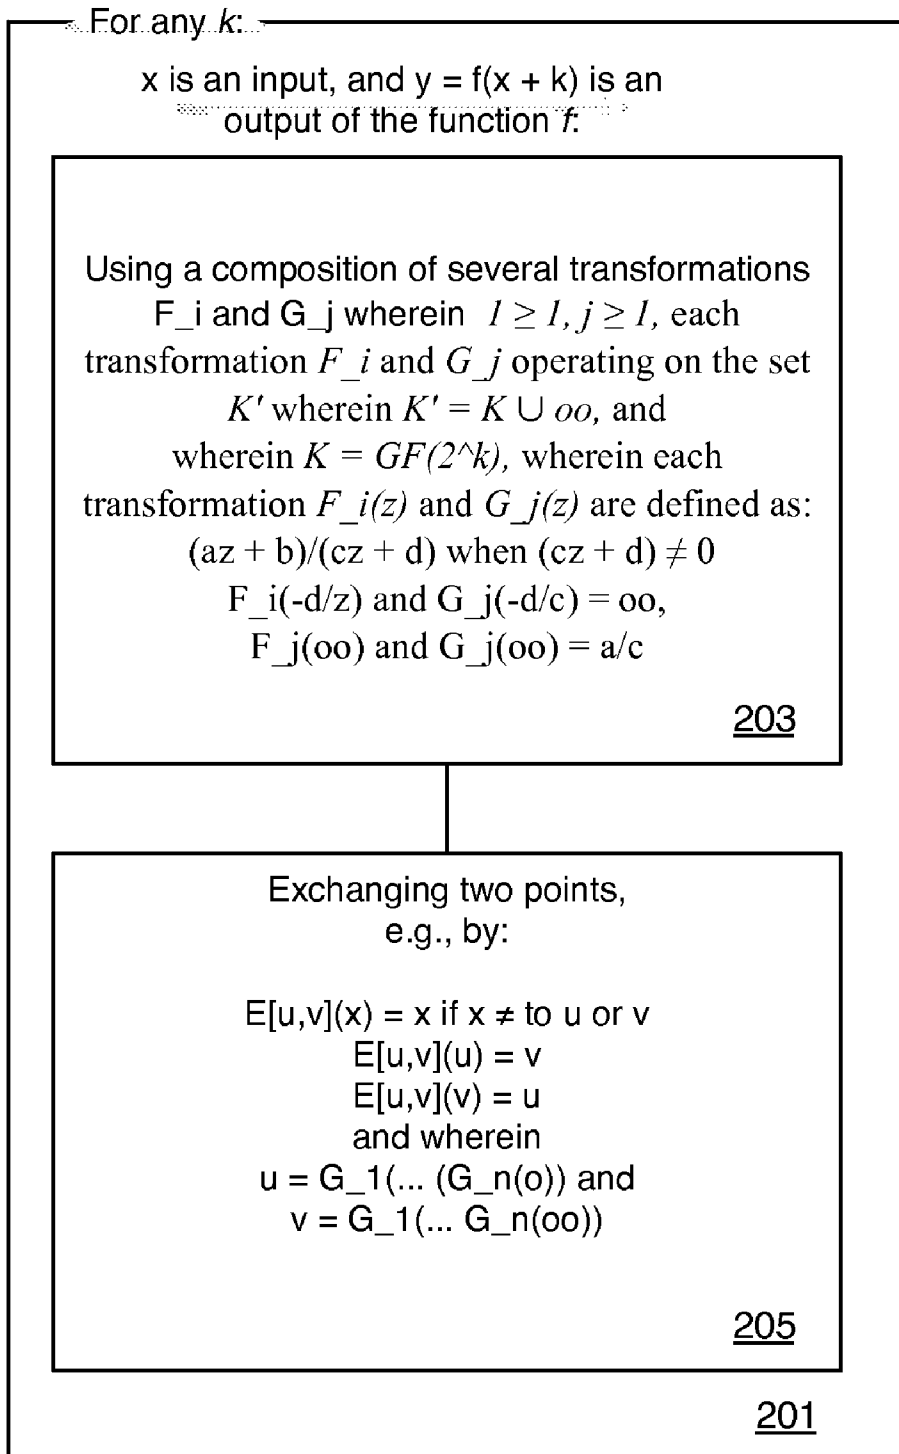 For any k:
x is an input, and y = f(x + k) is an
output of the function f:
Using a composition of several transformations
F_i and G_j wherein 1 ≥ 1, j ≥ 1, each
transformation F_i and G_j operating on the set
K' wherein K' = K ∪ oo, and
wherein K = GF(2^k), wherein each
transformation F_i(z) and G_j(z) are defined as:
(az + b)/(cz + d) when (cz + d) ≠ 0
F_i(-d/z) and G_j(-d/c) = oo,
F_j(oo) and G_j(oo) = a/c
203
Exchanging two points,
e.g., by:
E[u,v](x) = x if x ≠ to u or v
E[u,v](u) = v
E[u,v](v) = u
and wherein
u = G_1(... (G_n(o)) and
v = G_1(... G_n(oo))
205
201